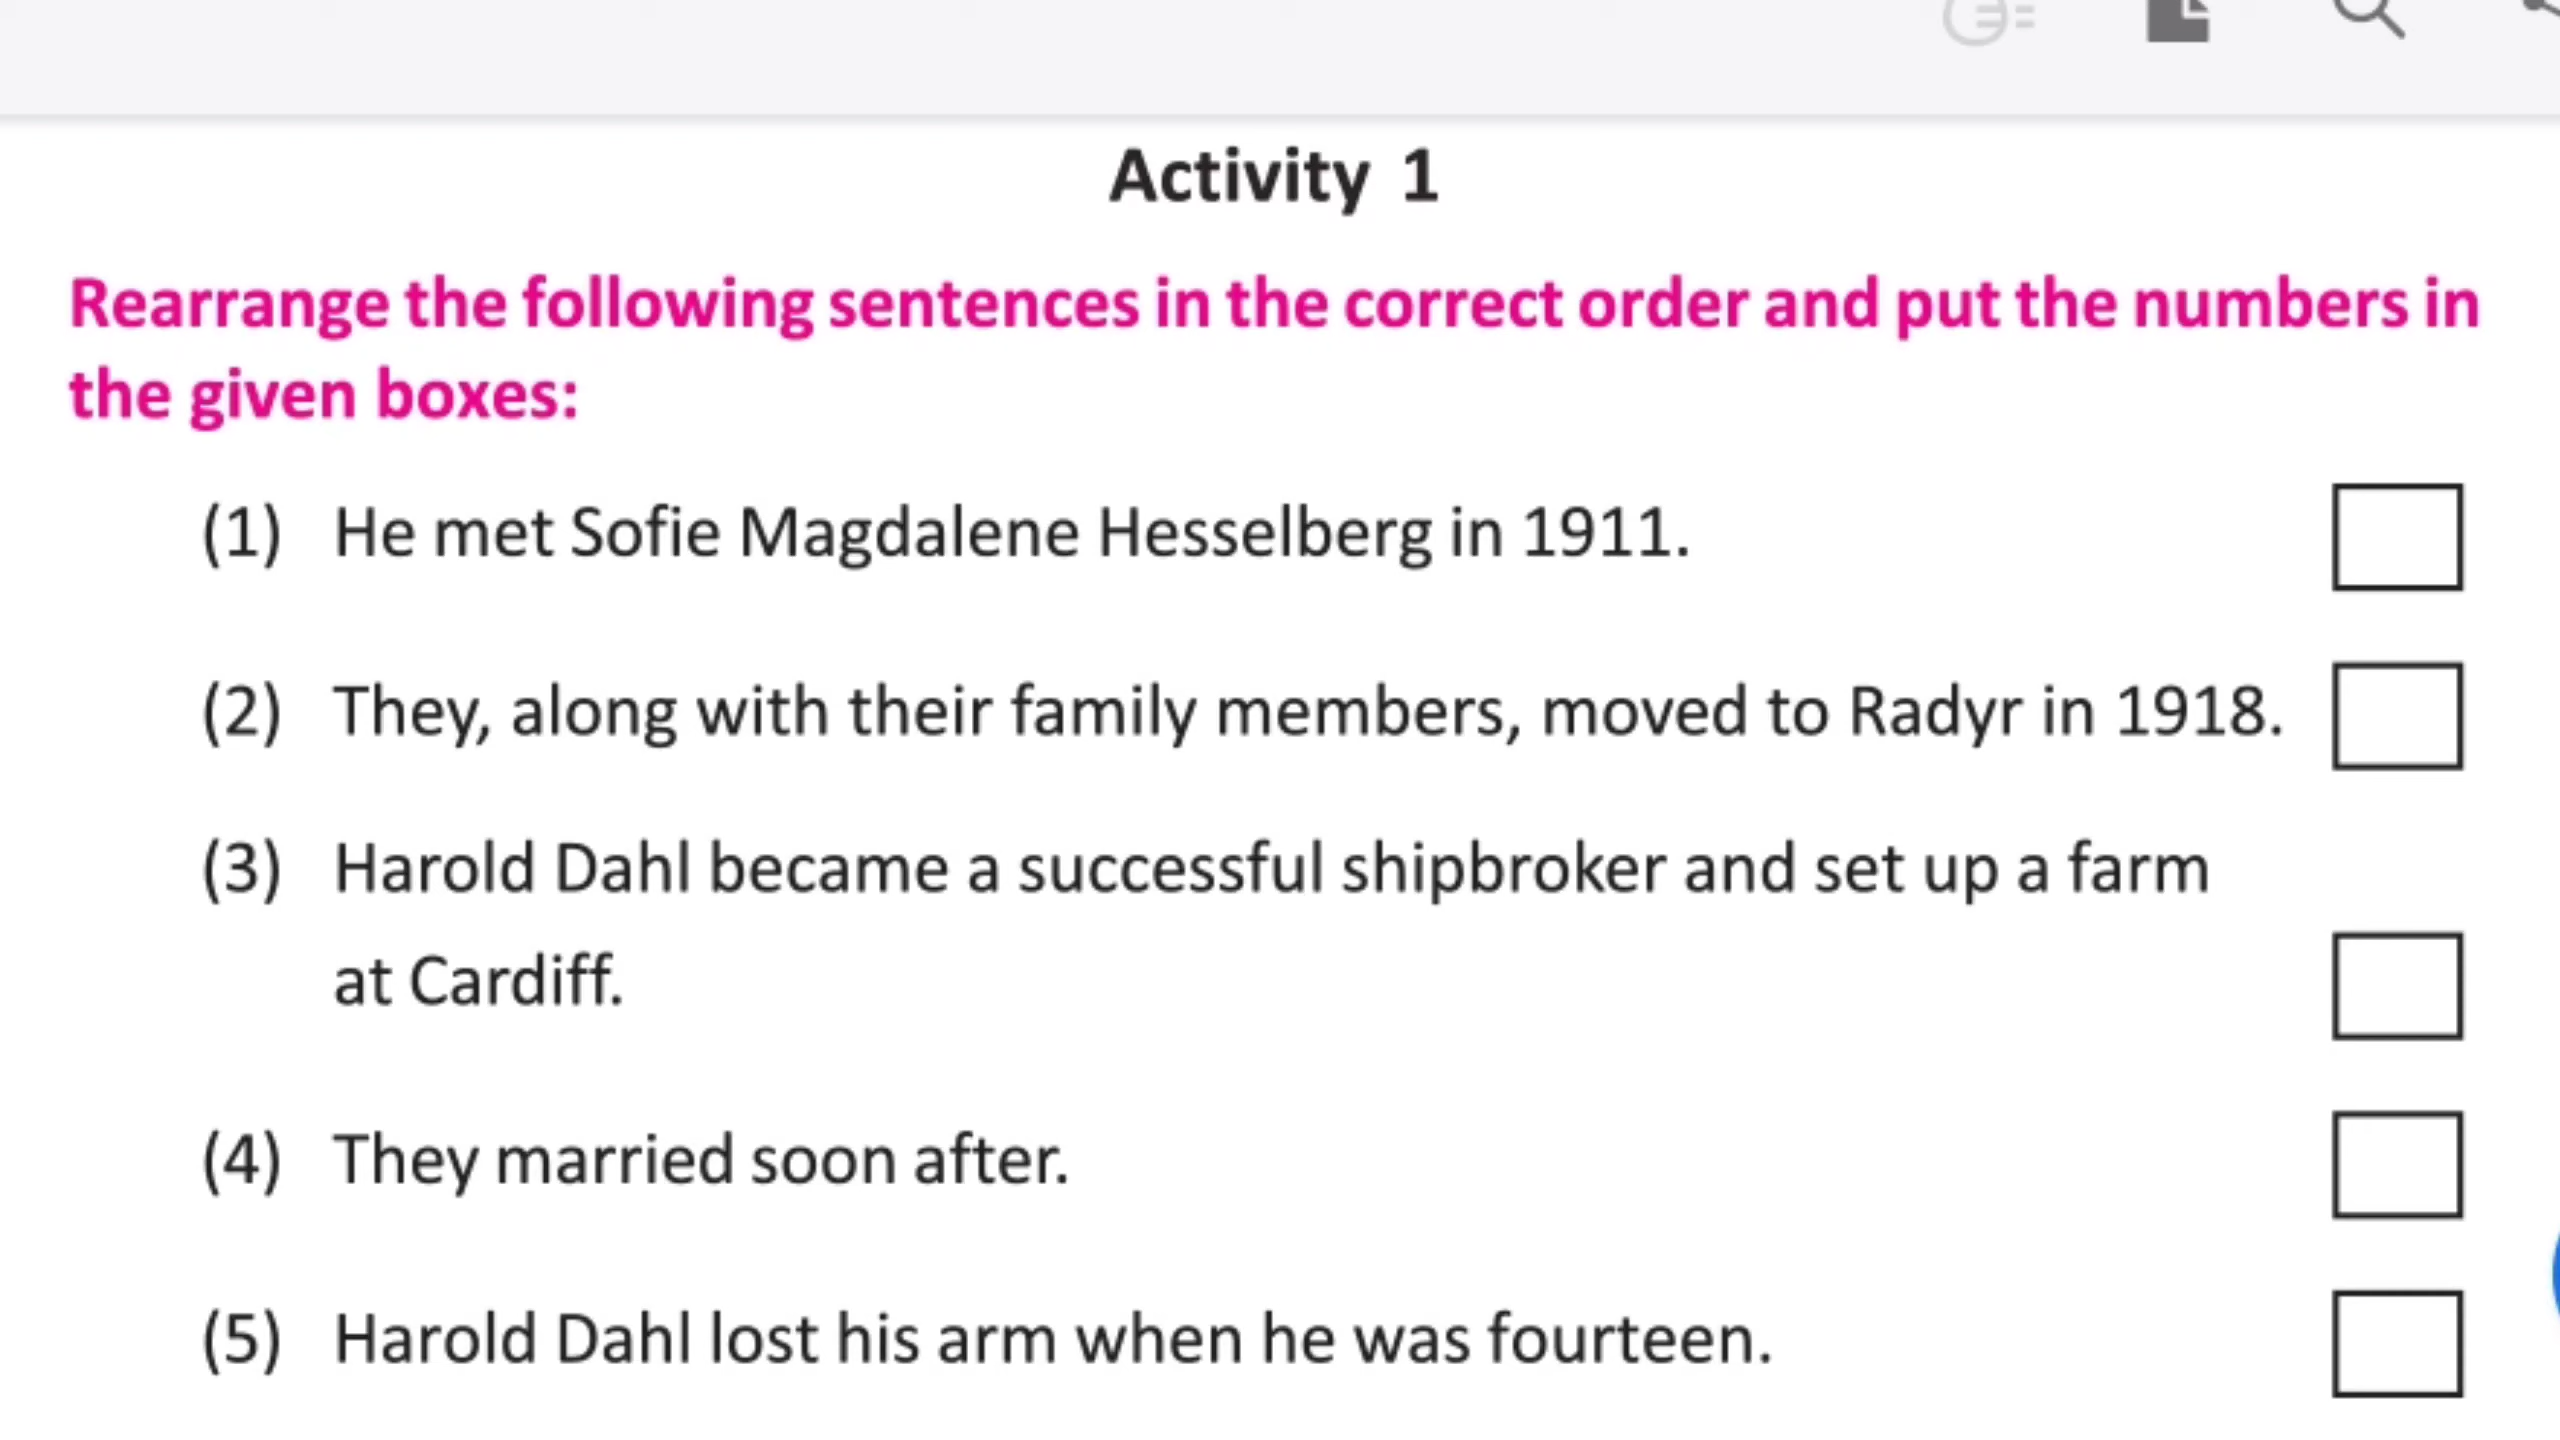 Activity 1
Rearrange the following sentences in the correct order and put the numbers in
the given boxes:
(1) He met Sofie Magdalene Hesselberg in 1911.
(2) They, along with their family members, moved to Radyr in 1918.
(3) Harold Dahl became a successful shipbroker and set up a farm
at Cardiff.
(4) They married soon after.
(5) Harold Dahl lost his arm when he was fourteen.